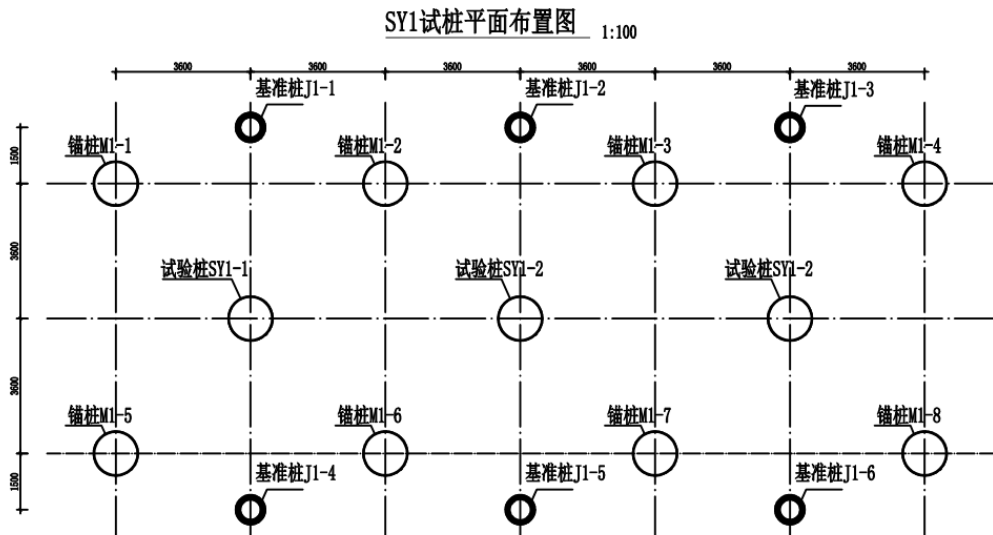 SY1试桩平面布置图 1:100
3600 3600 3600 3600 3600 3600
基准桩J1-1 基准桩J1-2 基准桩J1-3
1500
锚桩M1-1 锚桩M1-2 锚桩M1-3 锚桩M1-4
3600
试验桩SY1-1 试验桩SY1-2 试验桩SY1-2
3600
锚桩M1-5 锚桩M1-6 锚桩M1-7 锚桩M1-8
1500
基准桩J1-4 基准桩J1-5 基准桩J1-6